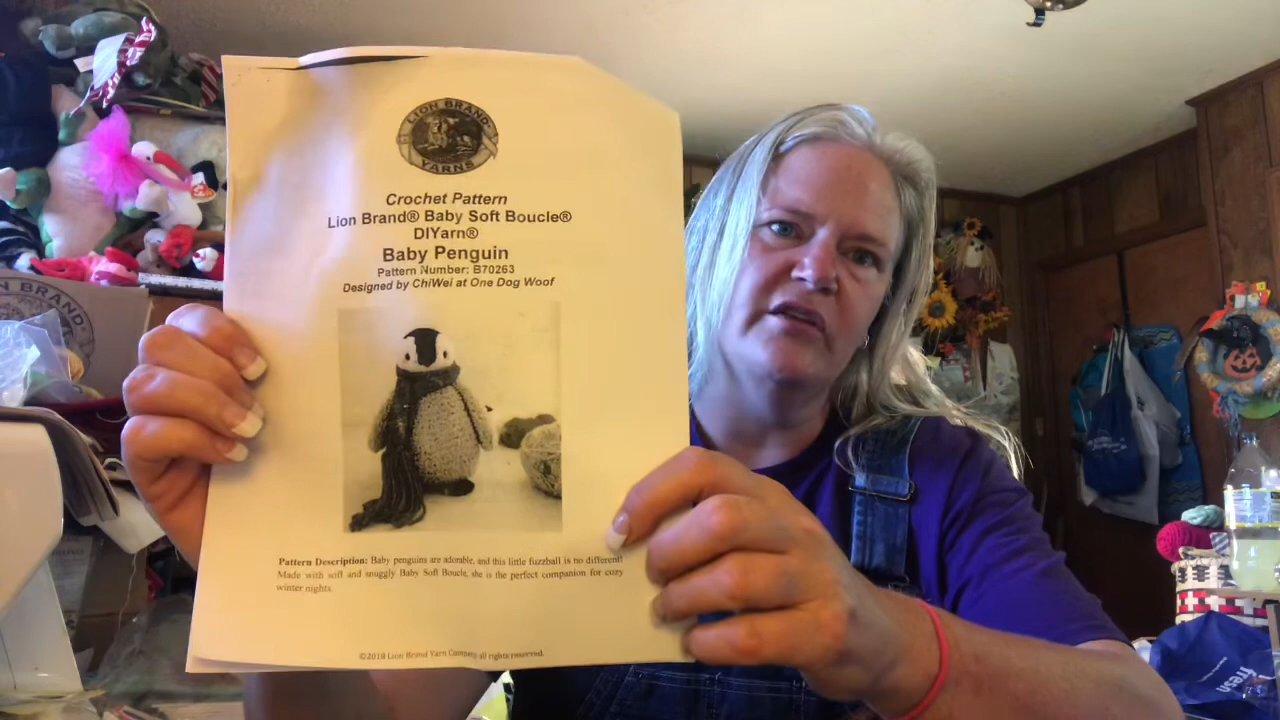 LION BRAND
YARNS
Crochet Pattern
Lion Brand® Baby Soft Boucle®
DIYarn®
Baby Penguin
Pattern Number: B70263
Designed by ChiWei at One Dog Woof
Pattern Description: Baby penguins are adorable, and this little fuzzball is no different!
Made with soft and snuggly Baby Soft Boucle, she is the perfect companion for cozy
winter nights.
©2018 Lion Brand Yarn Company all rights reserved.
LION BRAND
ty
fresh